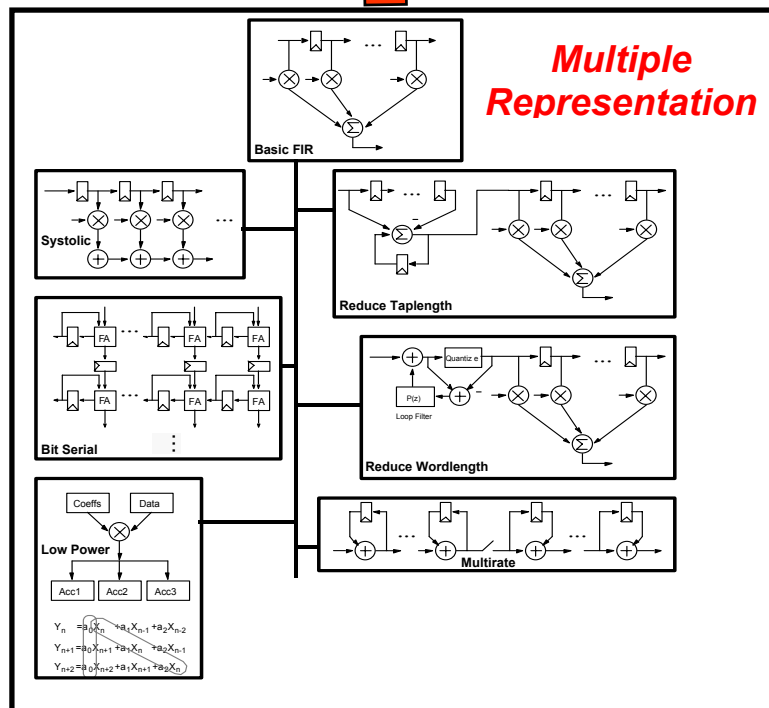 Multiple
Representation
...
Σ
Basic FIR
...
Systolic
... ...
−
Σ
Σ
Reduce Taplength
FA ... FA FA
FA ... FA FA
⋮
Bit Serial
Quantiz e
...
P(z)
−
Loop Filter
Σ
Reduce Wordlength
Coeffs Data
Low Power
Acc1 Acc2 Acc3
... ...
Multirate
Yn =a0Xn +a1Xn-1 +a2Xn-2
Yn+1 =a0Xn+1 +a1Xn +a2Xn-1
Yn+2 =a0Xn+2 +a1Xn+1 +a2Xn